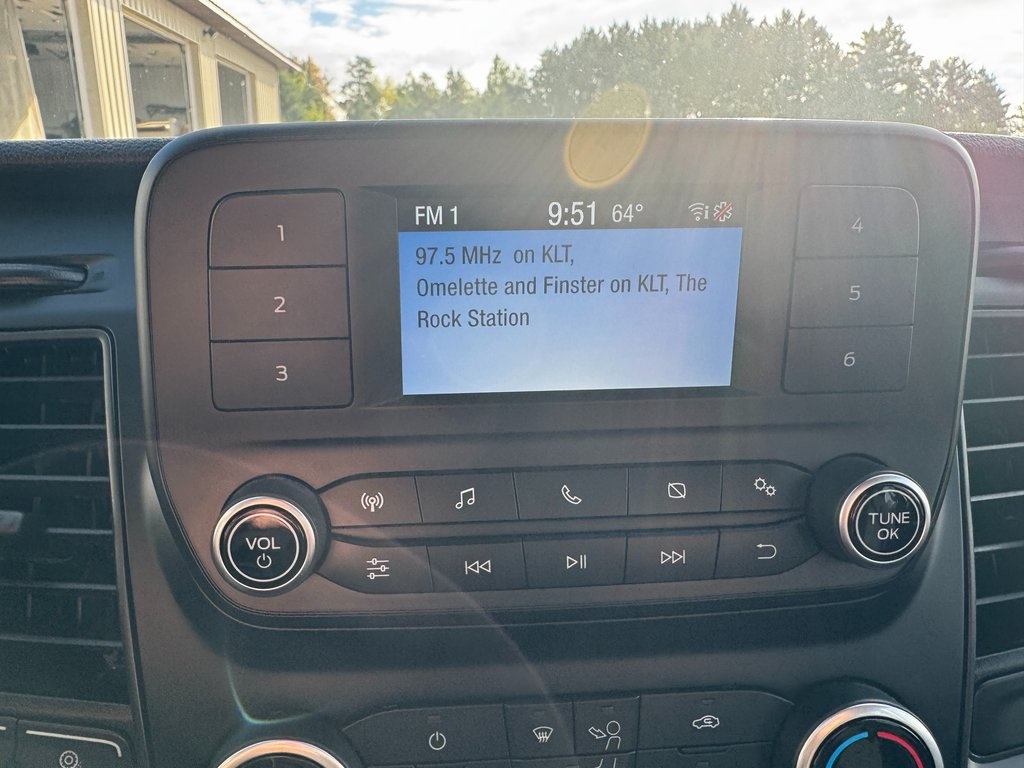 FM 1 9:51 64°
97.5 MHz on KLT,
Omelette and Finster on KLT, The
Rock Station
1
2
3
4
5
6
VOL
TUNE
OK